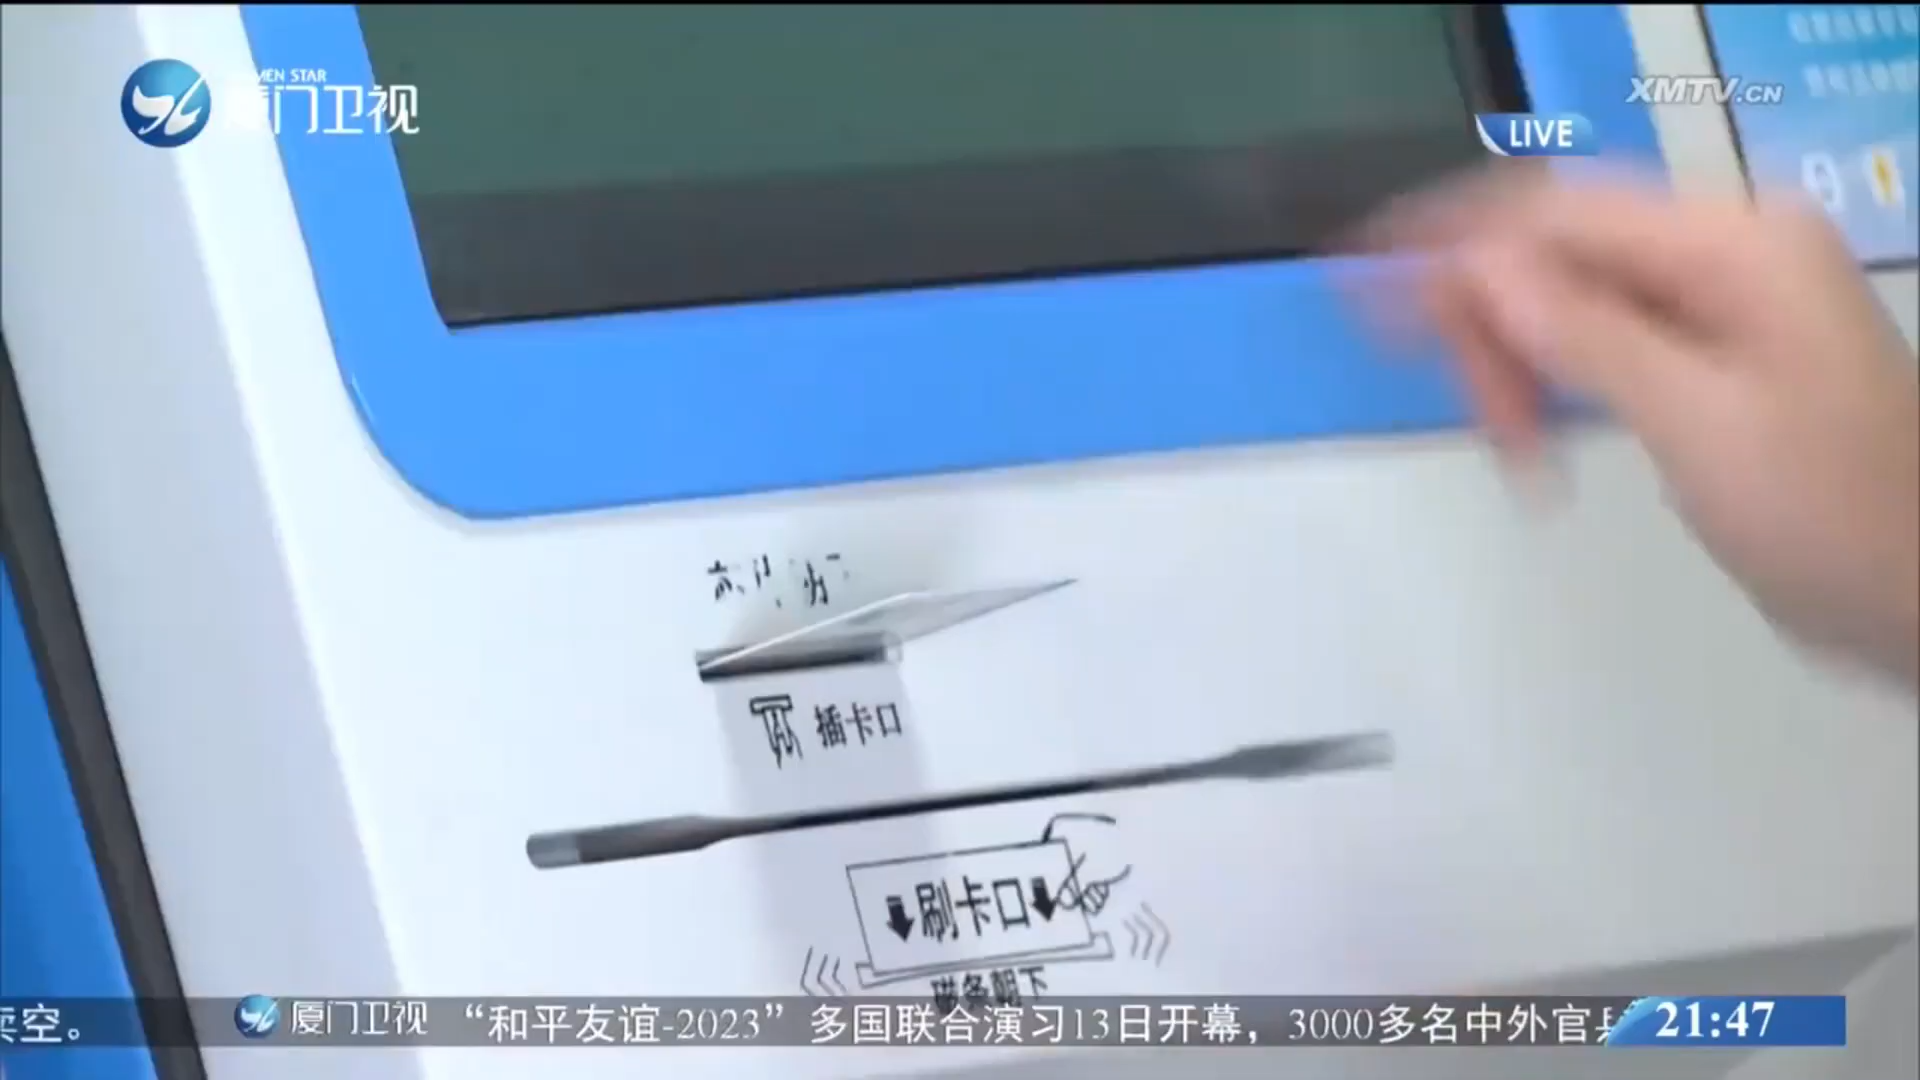 XMEN STAR
厦门卫视
XMTV.CN
LIVE
插卡口
刷卡口
磁条朝下
卖空。
厦门卫视
“和平友谊-2023”多国联合演习13日开幕，3000多名中外官兵
21:47